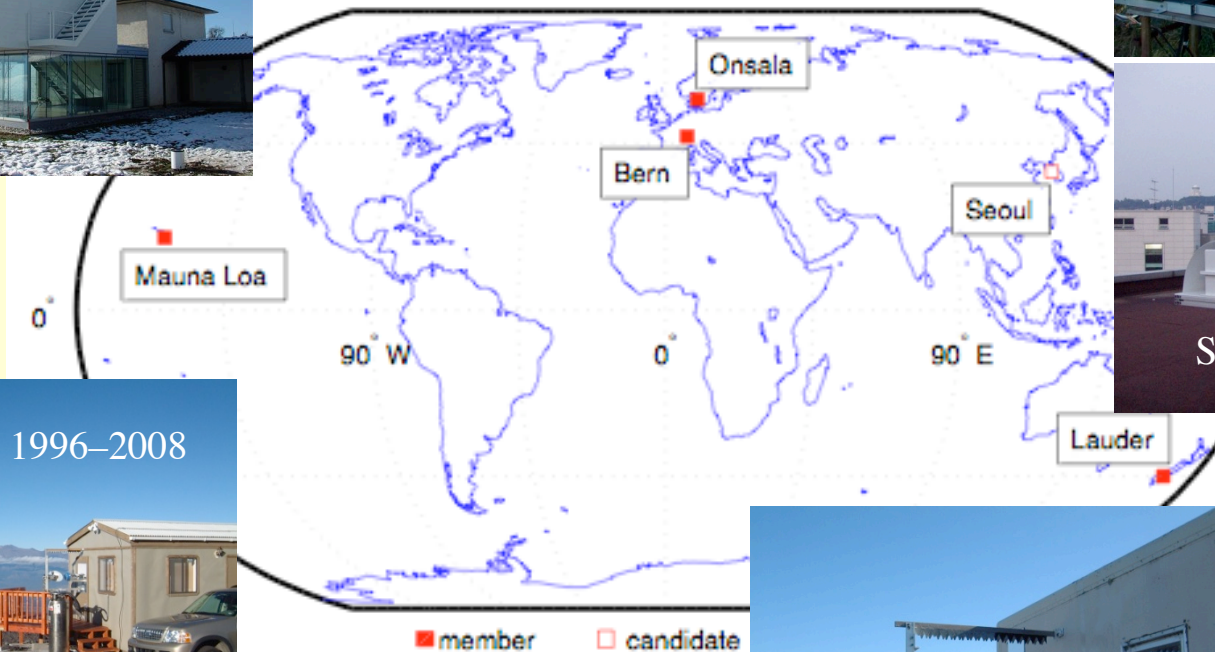 Onsala
Bern
Seoul
Mauna Loa
0°
90° W
0°
90° E
S
1996–2008
Lauder
member
candidate